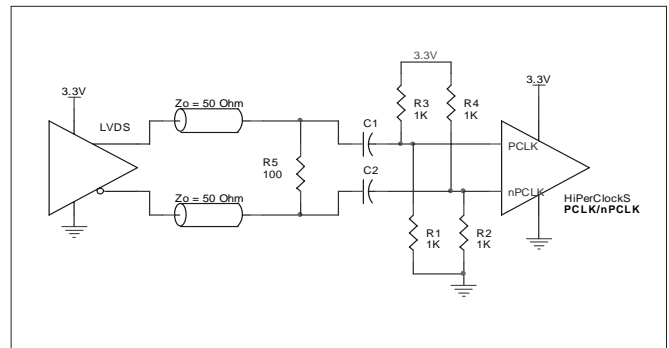 3.3V
LVDS
Zo = 50 Ohm
Zo = 50 Ohm
R5
100
C1
C2
3.3V
R3
1K
R4
1K
R1
1K
R2
1K
3.3V
PCLK
nPCLK
HiPerClockS
PCLK/nPCLK